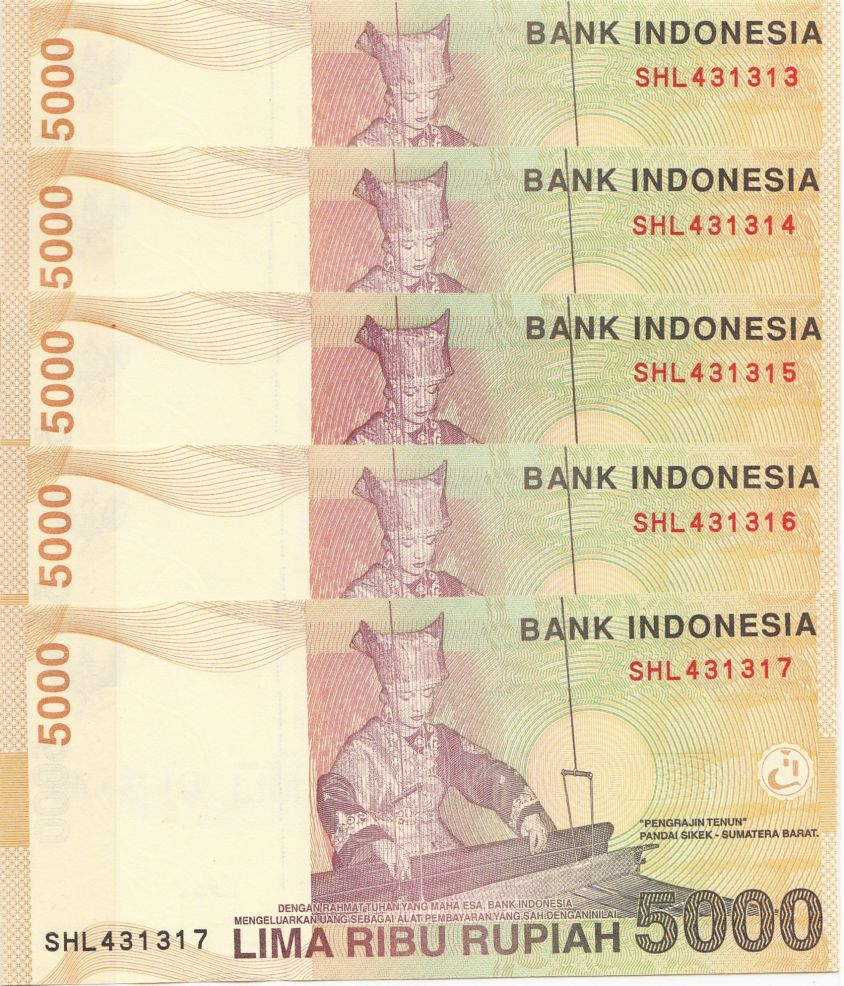 5000
BANK INDONESIA
SHL431313
5000
BANK INDONESIA
SHL431314
5000
BANK INDONESIA
SHL431315
5000
BANK INDONESIA
SHL431316
5000
BANK INDONESIA
SHL431317
"PENGRAJIN TENUN"
PANDAI SIKEK - SUMATERA BARAT.
DENGAN RAHMAT TUHAN YANG MAHA ESA, BANK INDONESIA
MENGELUARKAN UANG SEBAGAI ALAT PEMBAYARAN YANG SAH DENGAN NILAI
SHL431317
LIMA RIBU RUPIAH 5000